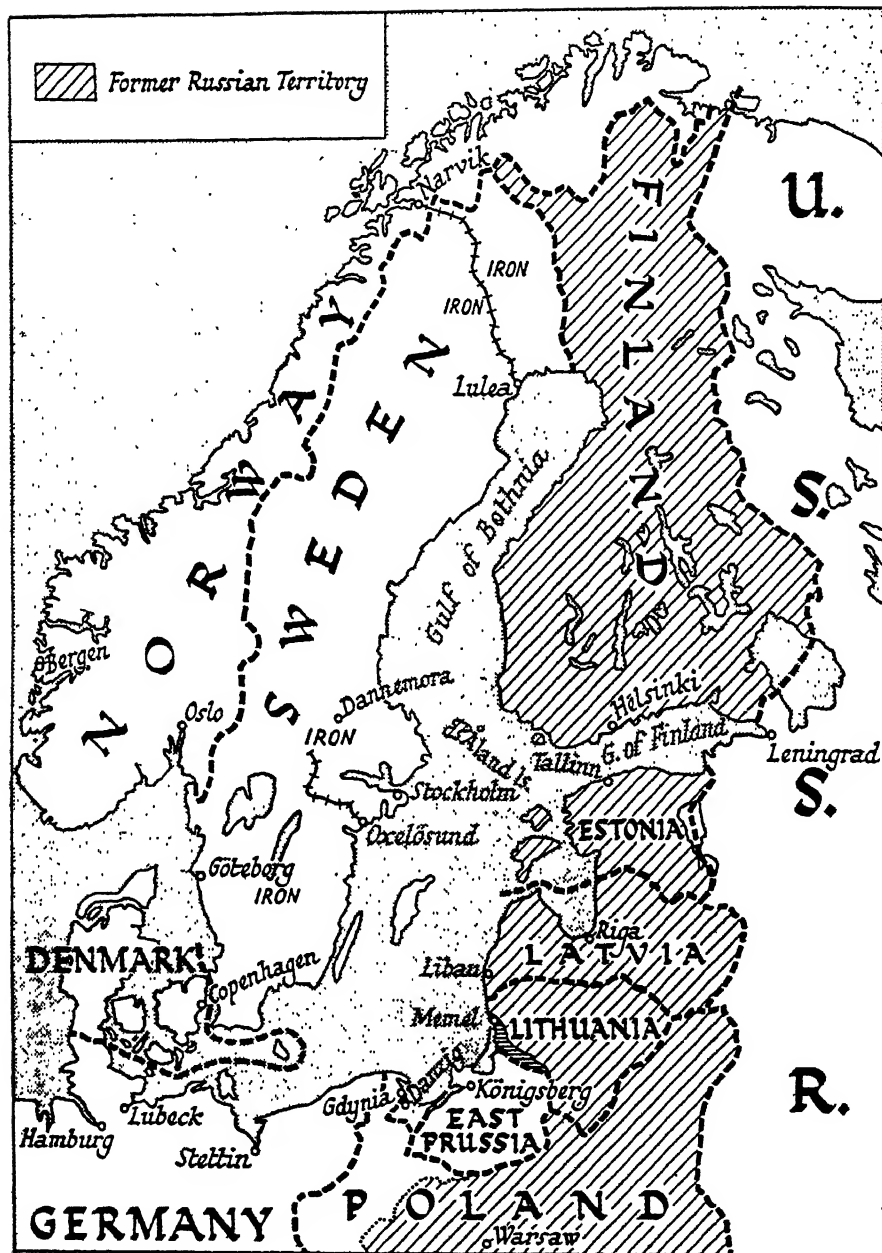 Former Russian Territory
Narvik
FINLAND
U.
IRON
IRON
NORWAY
SWEDEN
Lulea
Gulf of Bothnia
S.
Bergen
Dannemora
Oslo
IRON
Helsinki
Åland Is.
Tallinn
G. of Finland
Leningrad
Stockholm
S.
Oxelösund
ESTONIA
Göteborg
IRON
Riga
DENMARK
LATVIA
Copenhagen
Libau
Memel
LITHUANIA
Gdynia
Danzig
Königsberg
R.
Lübeck
Hamburg
EAST
PRUSSIA
Stettin
POLAND
GERMANY
Warsaw